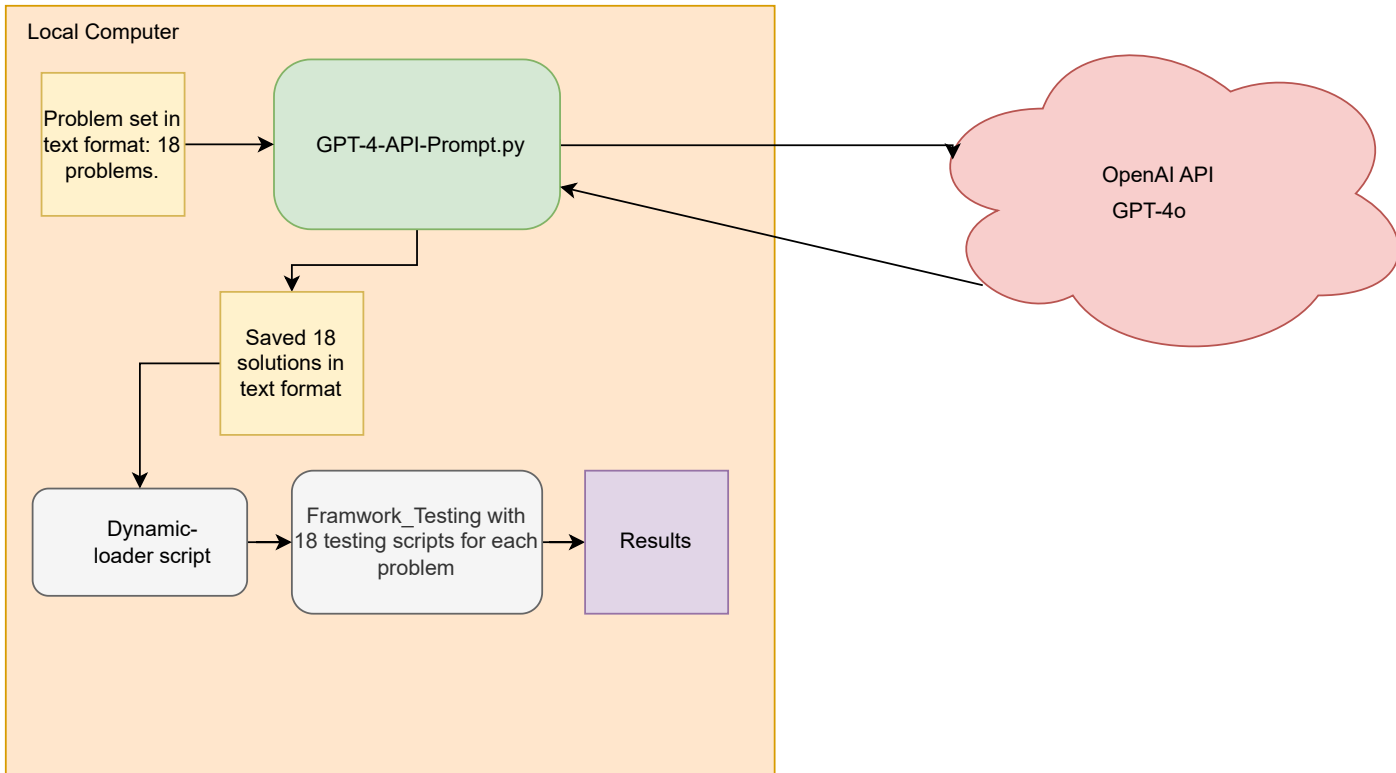 Local Computer
Problem set in
text format: 18
problems.
GPT-4-API-Prompt.py
OpenAI API
GPT-4o
Saved 18
solutions in
text format
Dynamic-
loader script
Framwork_Testing with
18 testing scripts for each
problem
Results